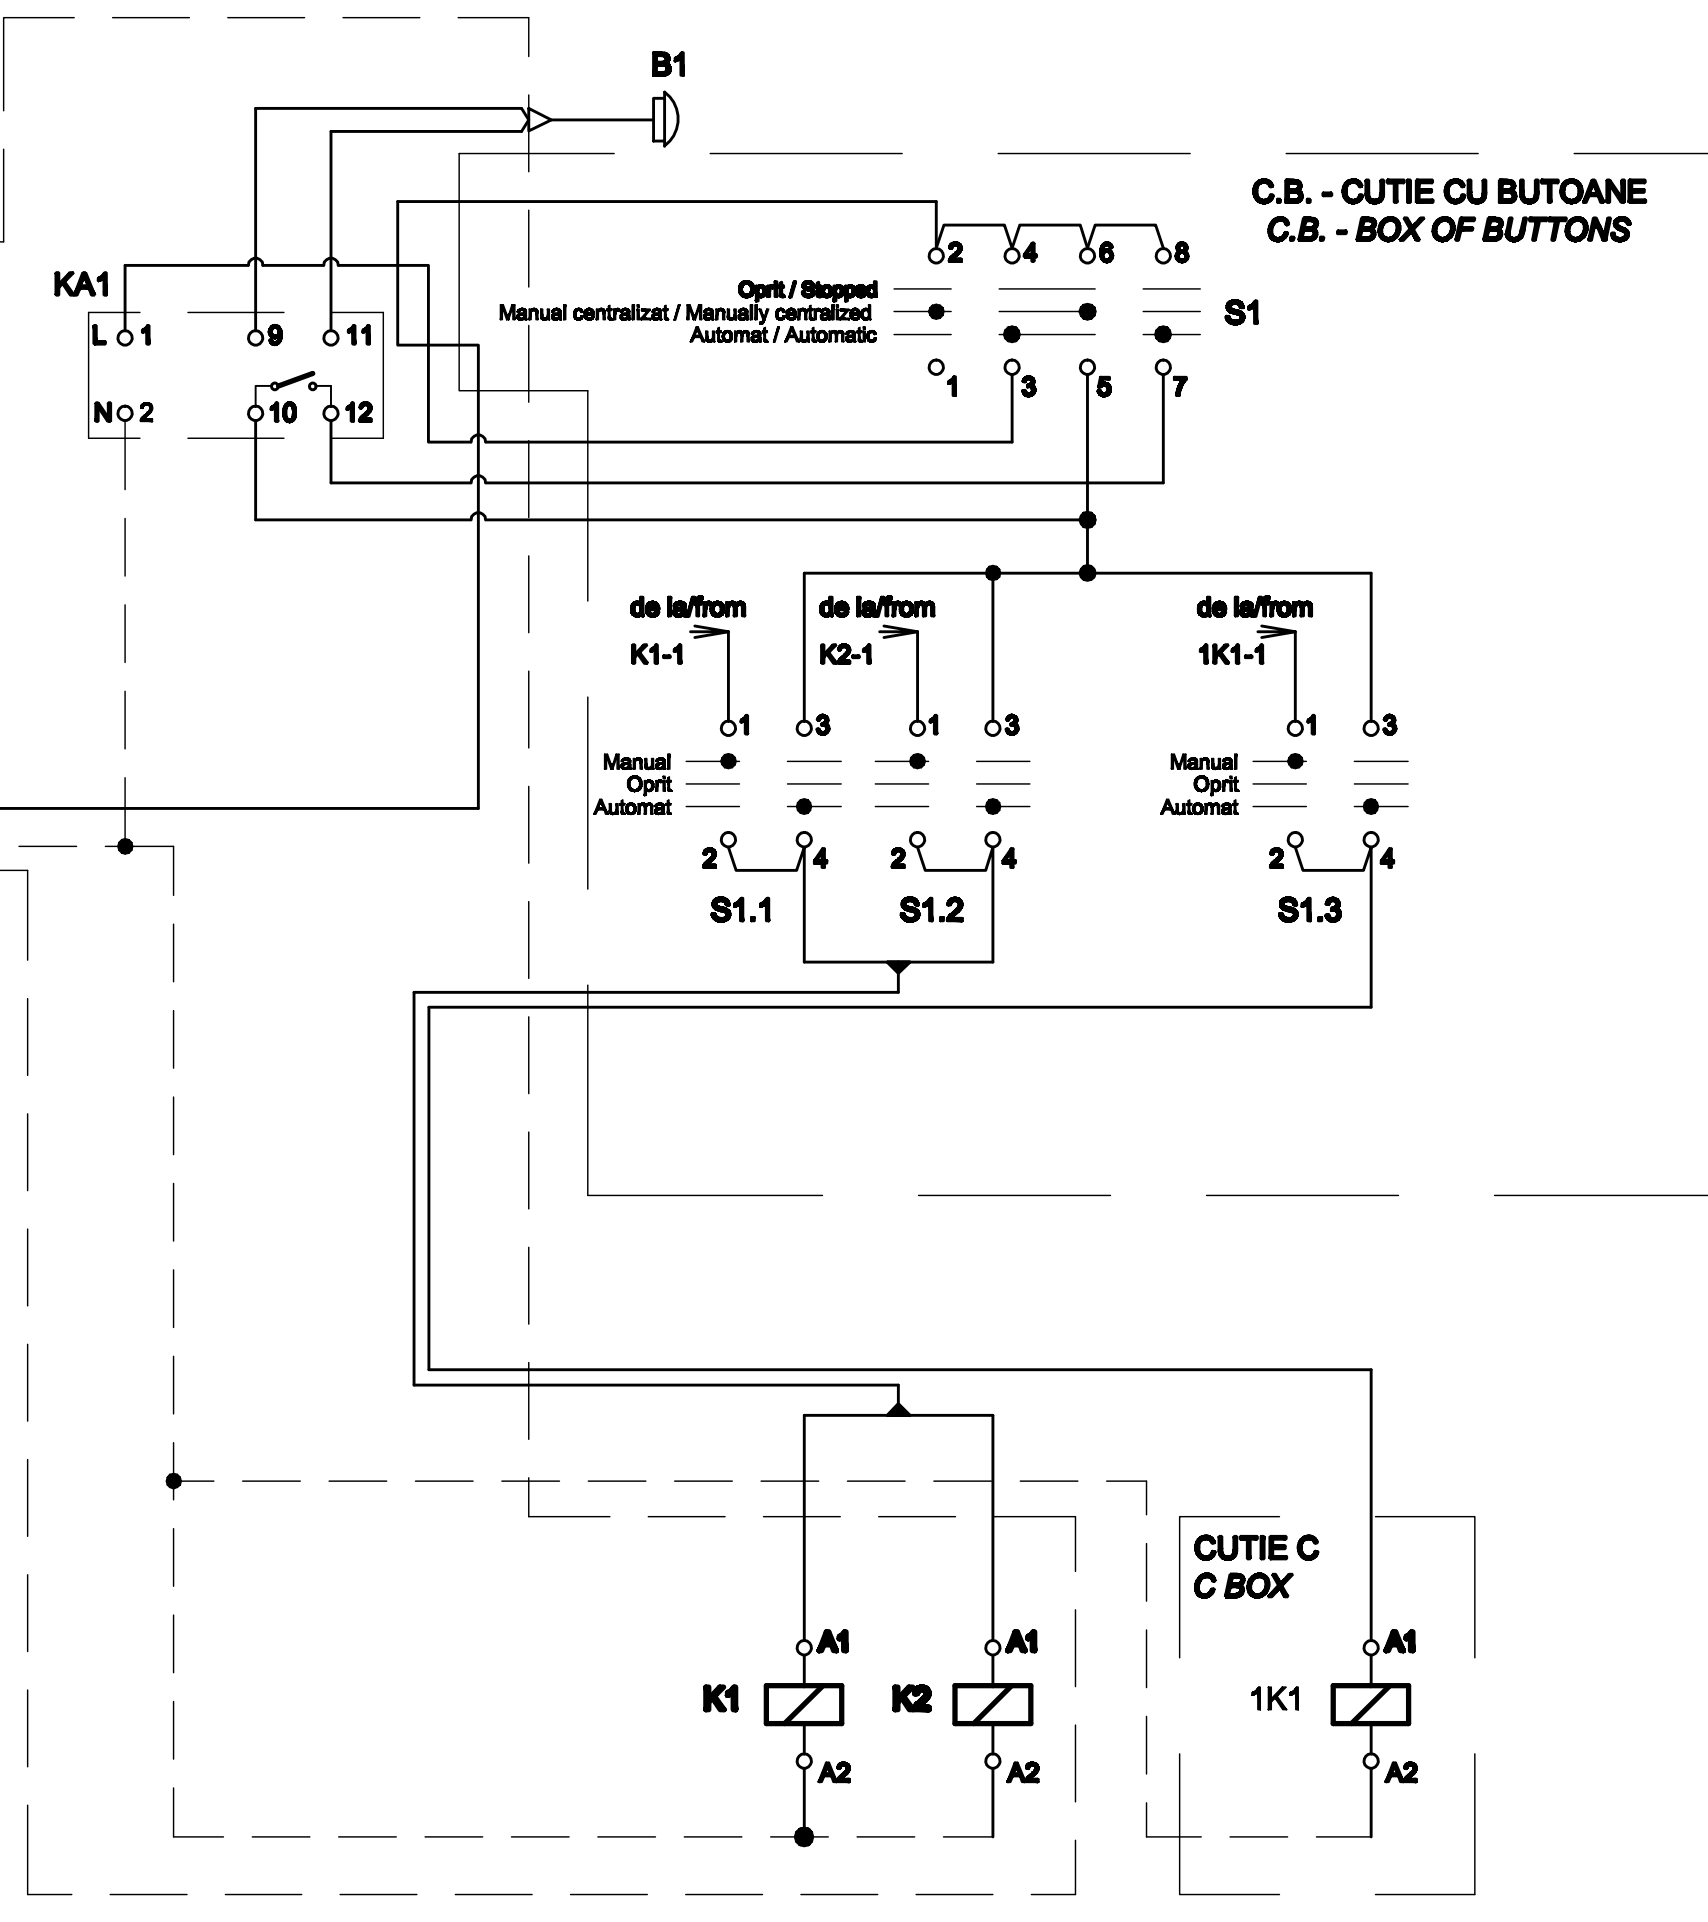 B1
C.B. - CUTIE CU BUTOANE
C.B. - BOX OF BUTTONS
2 4 6 8
KA1
Oprit / Stopped
Manual centralizat / Manually centralized
Automat / Automatic
S1
L 1 9 11
1 3 5 7
N 2 10 12
de la/from de la/from de la/from
K1-1 K2-1 1K1-1
1 3 1 3 1 3
Manual Manual
Oprit Oprit
Automat Automat
2 4 2 4 2 4
S1.1 S1.2 S1.3
CUTIE C
C BOX
A1 A1 A1
K1 K2 1K1
A2 A2 A2